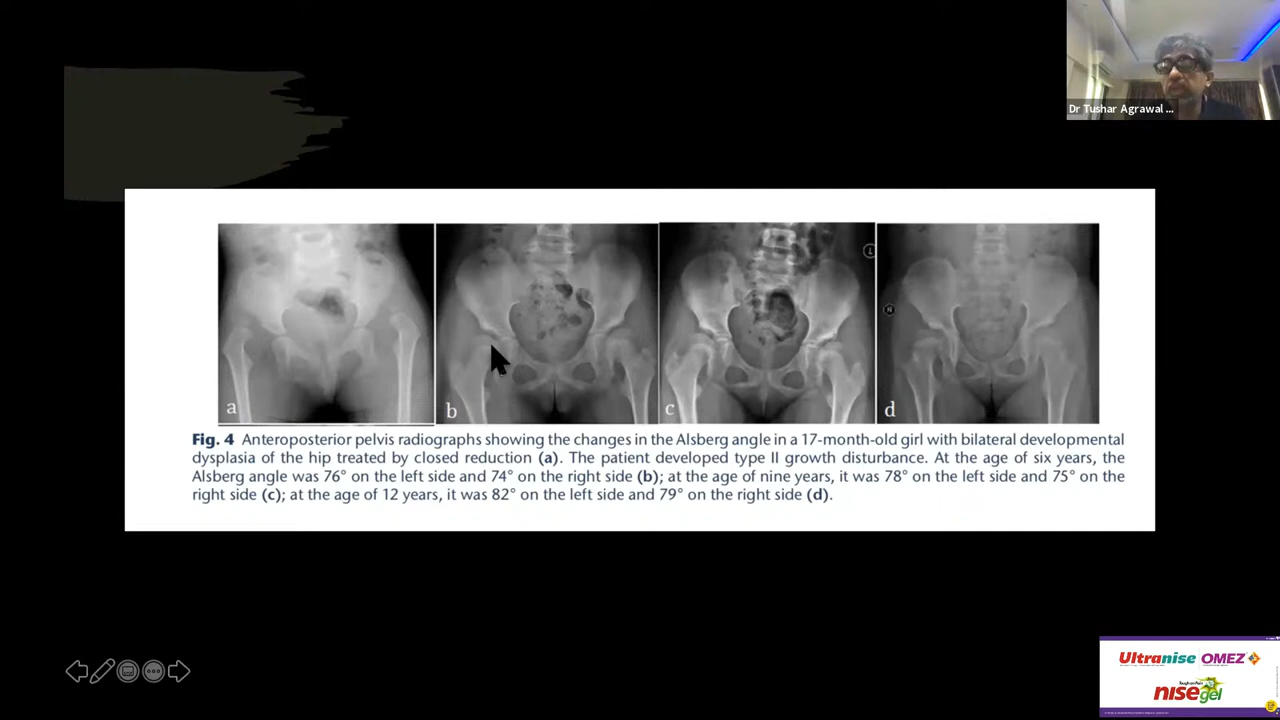 Dr Tushar Agrawal ...
L
R
a
b
c
d
Fig. 4 Anteroposterior pelvis radiographs showing the changes in the Alsberg angle in a 17-month-old girl with bilateral developmental
dysplasia of the hip treated by closed reduction (a). The patient developed type II growth disturbance. At the age of six years, the
Alsberg angle was 76° on the left side and 74° on the right side (b); at the age of nine years, it was 78° on the left side and 75° on the
right side (c); at the age of 12 years, it was 82° on the left side and 79° on the right side (d).
Ultranise OMEZ
nise gel